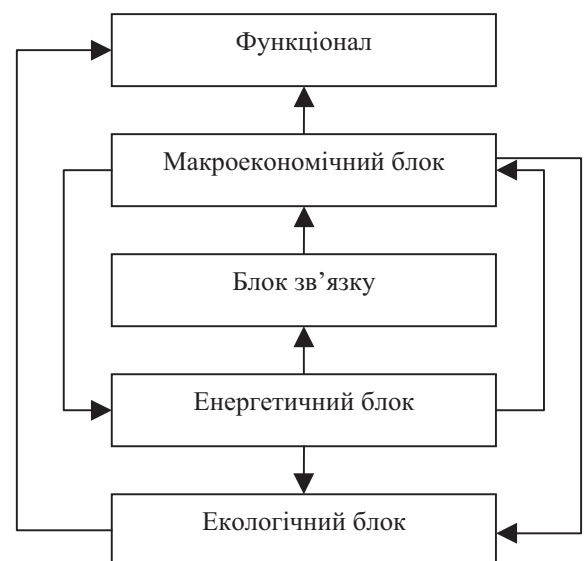 Функціонал
Макроекономічний блок
Блок зв’язку
Енергетичний блок
Екологічний блок